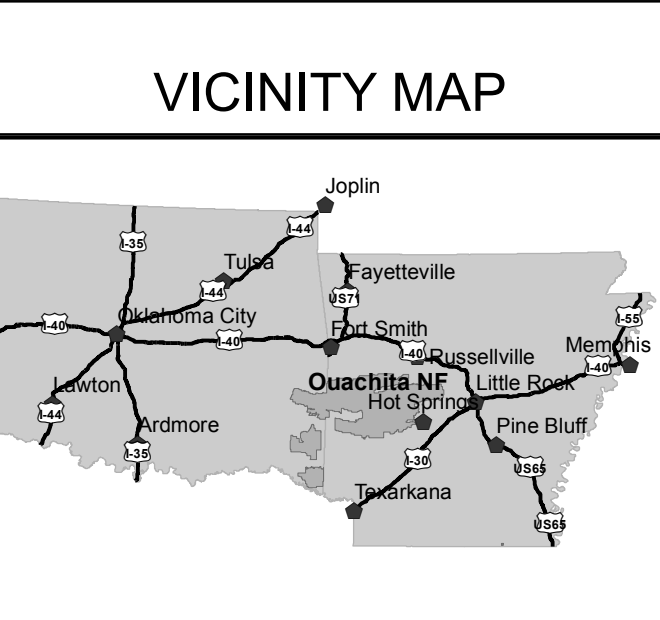 VICINITY MAP
Joplin
I-44
I-35
Tulsa
Fayetteville
I-44
US71
Oklahoma City
I-55
I-40
Fort Smith
I-40
I-40
Russellville
Memphis
I-40
Ouachita NF
Lawton
Little Rock
Hot Springs
I-44
Ardmore
Pine Bluff
I-35
I-30
US65
Texarkana
US65